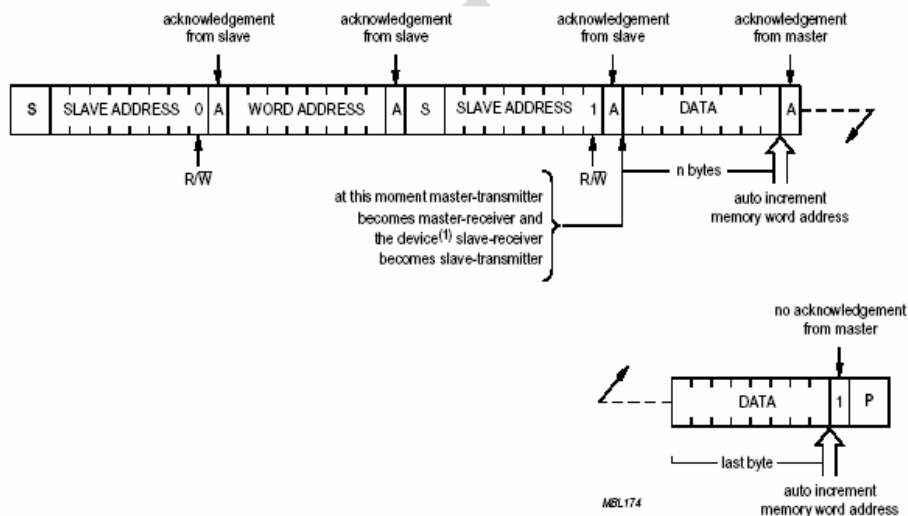 acknowledgement
from slave
acknowledgement
from slave
acknowledgement
from slave
acknowledgement
from master
S SLAVE ADDRESS 0 A WORD ADDRESS A S SLAVE ADDRESS 1 A DATA A
R/W̅
R/W̅
n bytes
at this moment master-transmitter
becomes master-receiver and
the device(1) slave-receiver
becomes slave-transmitter
auto increment
memory word address
no acknowledgement
from master
DATA 1 P
last byte
auto increment
memory word address
MBL174